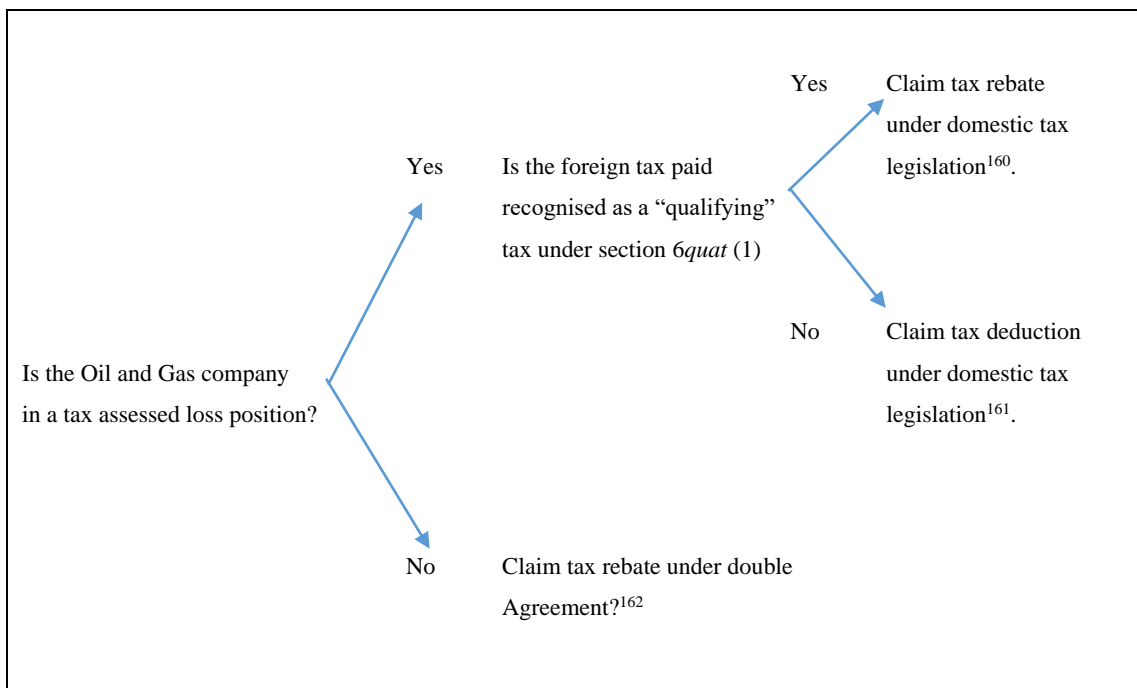 Yes
Claim tax rebate
under domestic tax
legislation160.
Yes
Is the foreign tax paid
recognised as a “qualifying”
tax under section 6quat (1)
No
Claim tax deduction
under domestic tax
legislation161.
Is the Oil and Gas company
in a tax assessed loss position?
No
Claim tax rebate under double
Agreement?162